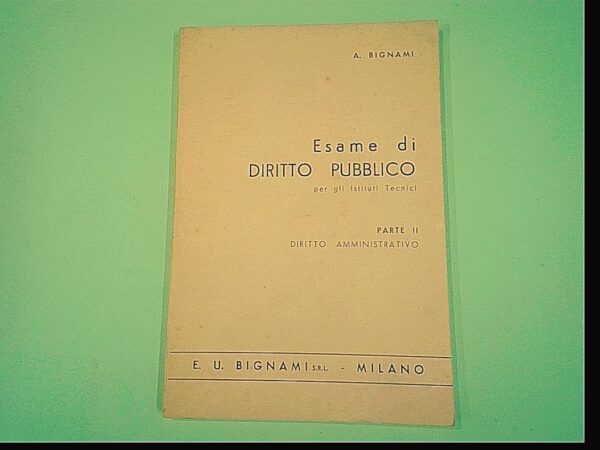 A. BIGNAMI
Esame di
DIRITTO PUBBLICO
per gli Istituti Tecnici
PARTE II
DIRITTO AMMINISTRATIVO
E. U. BIGNAMI S.R.L. - MILANO